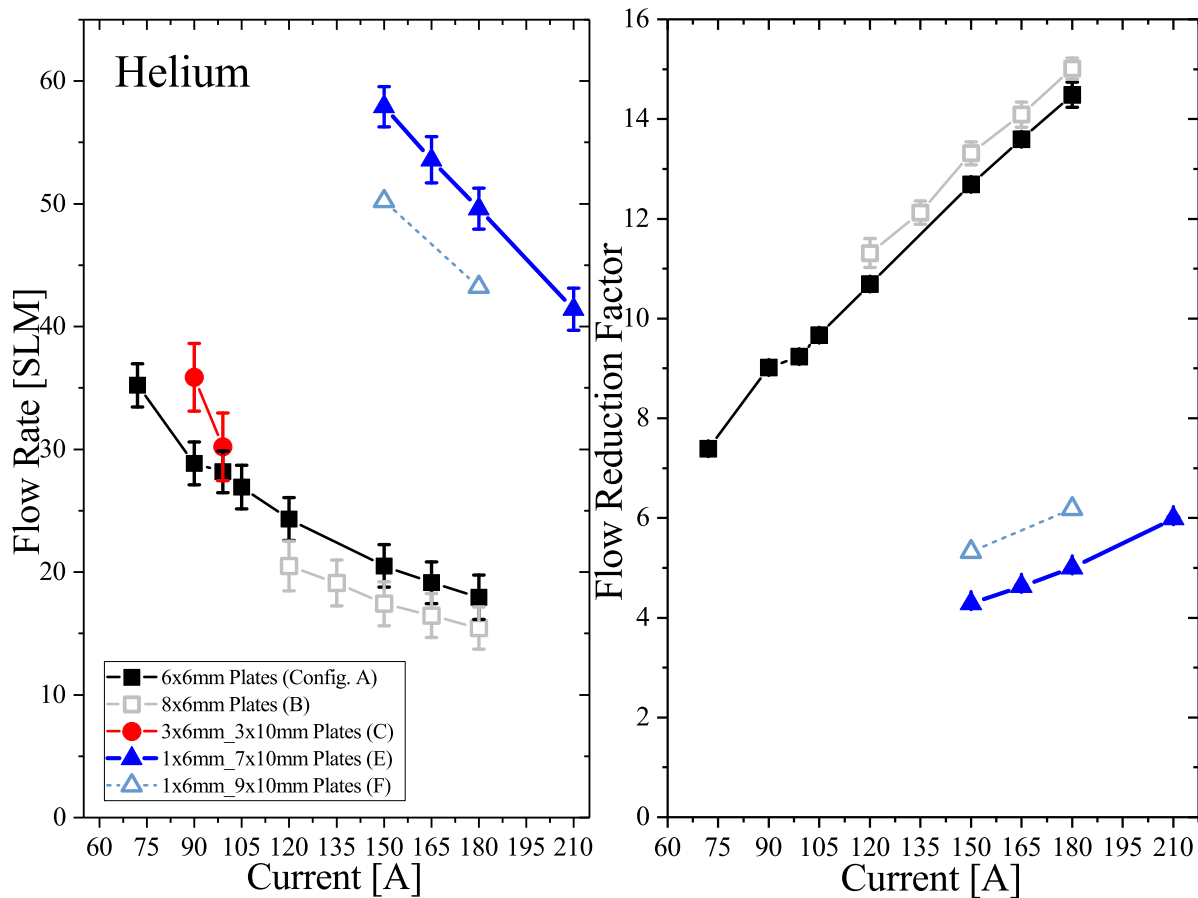 Helium
Flow Rate [SLM]
60
50
40
30
20
10
0
6x6mm Plates (Config. A)
8x6mm Plates (B)
3x6mm_3x10mm Plates (C)
1x6mm_7x10mm Plates (E)
1x6mm_9x10mm Plates (F)
60 75 90 105 120 135 150 165 180 195 210
Current [A]
Flow Reduction Factor
16
14
12
10
8
6
4
2
0
60 75 90 105 120 135 150 165 180 195 210
Current [A]